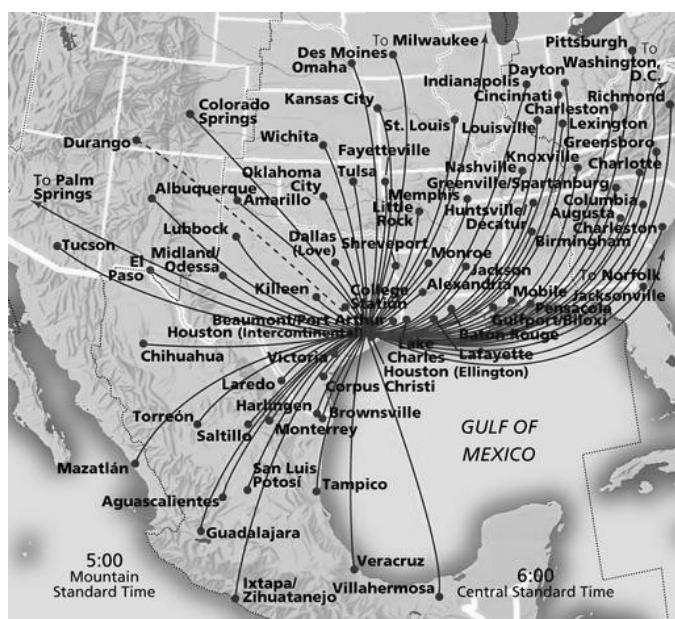 To Milwaukee
Pittsburgh
To
Washington,
D.C.
Des Moines
Omaha
Dayton
Indianapolis
Cincinnati
Richmond
Kansas City
Colorado
Springs
Charleston
St. Louis
Louisville
Lexington
Durango
Wichita
Fayetteville
Greensboro
Knoxville
Charlotte
Nashville
Oklahoma
City
Tulsa
To Palm
Springs
Albuquerque
Amarillo
Memphis
Greenville/Spartanburg
Little
Rock
Huntsville/
Decatur
Columbia
Augusta
Charleston
Lubbock
Birmingham
Tucson
Dallas
(Love)
Shreveport
Monroe
El
Paso
Midland/
Odessa
Jackson
To Norfolk
Killeen
College
Station
Alexandria
Mobile
Jacksonville
Pensacola
Beaumont/Port Arthur
Gulfport/Biloxi
Houston (Intercontinental)
Baton Rouge
Lake
Charles
Lafayette
Chihuahua
Victoria
Houston (Ellington)
Laredo
Corpus Christi
Harlingen
Brownsville
Torreón
Saltillo
Monterrey
GULF OF
MEXICO
Mazatlán
San Luis
Potosí
Tampico
Aguascalientes
Guadalajara
5:00
Mountain
Standard Time
Veracruz
6:00
Central Standard Time
Ixtapa/
Zihuatanejo
Villahermosa